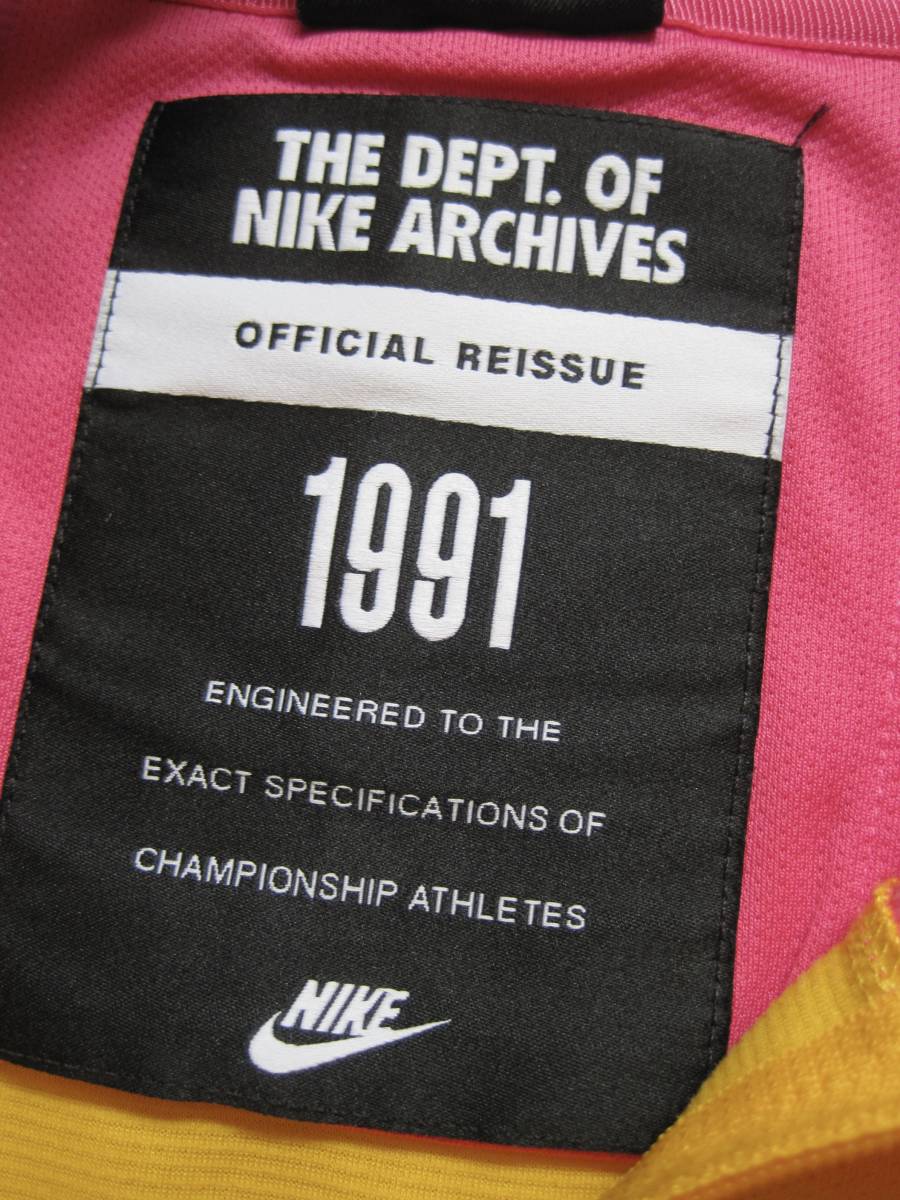 THE DEPT. OF
NIKE ARCHIVES
OFFICIAL REISSUE
1991
ENGINEERED TO THE
EXACT SPECIFICATIONS OF
CHAMPIONSHIP ATHLETES
NIKE